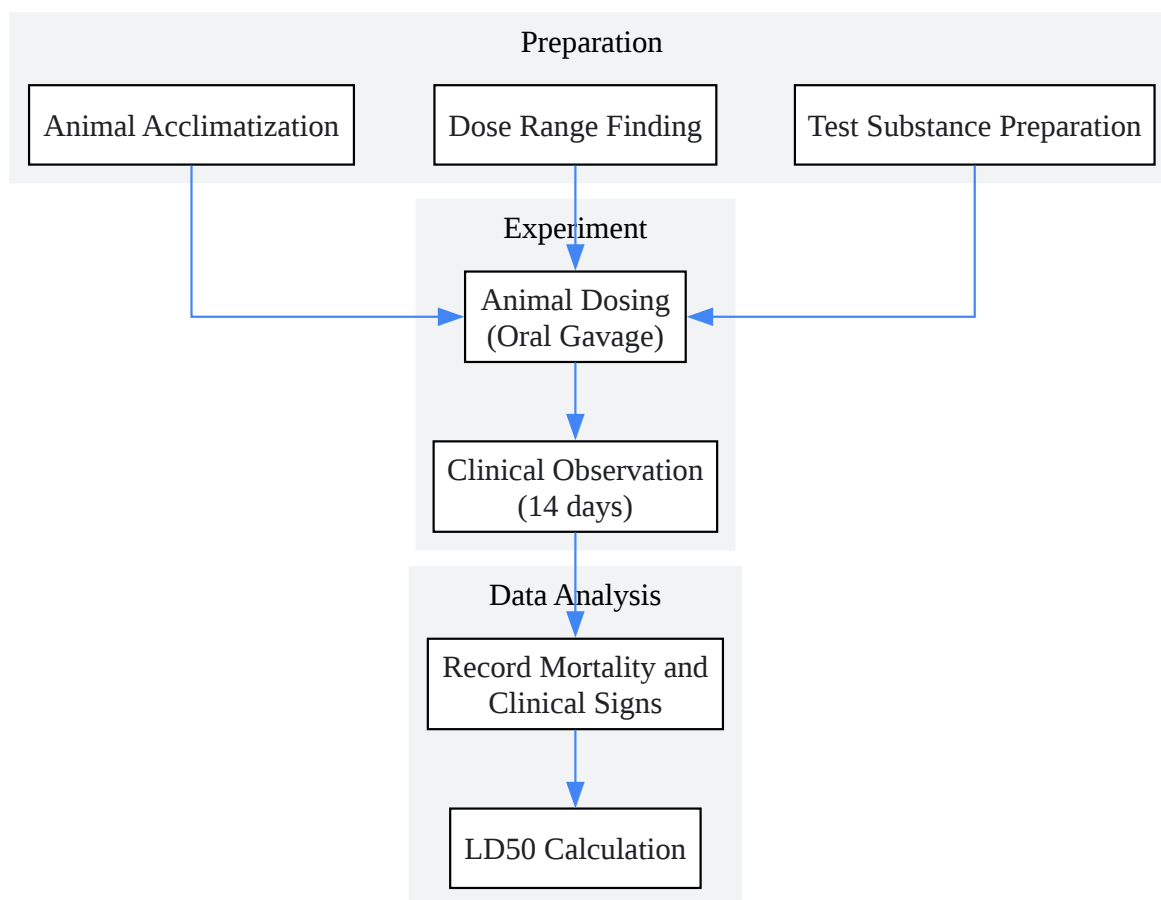 Preparation
Animal Acclimatization
Dose Range Finding
Test Substance Preparation
Experiment
Animal Dosing
(Oral Gavage)
Clinical Observation
(14 days)
Data Analysis
Record Mortality and
Clinical Signs
LD50 Calculation